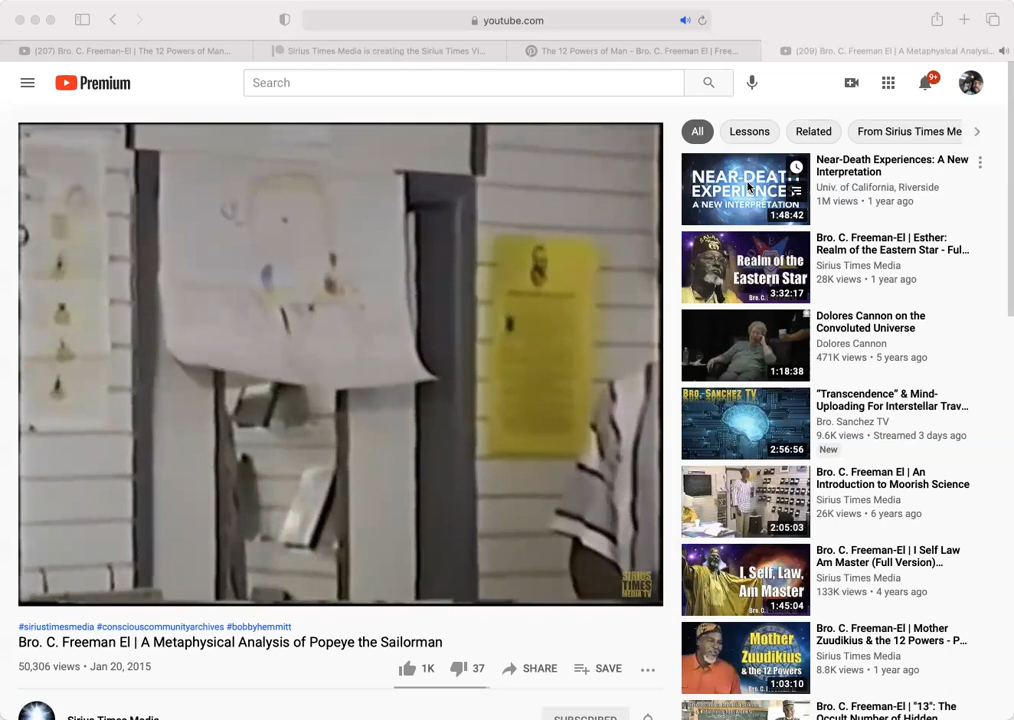 youtube.com
(207) Bro. C. Freeman-El | The 12 Powers of Man...
Sirius Times Media is creating the Sirius Times Vi...
The 12 Powers of Man - Bro. C. Freeman El | Free...
(209) Bro. C. Freeman El | A Metaphysical Analysi...
Premium
Search
9+
All
Lessons
Related
From Sirius Times Me
NEAR-DEATH
EXPERIENCES
A NEW INTERPRETATION
1:48:42
Near-Death Experiences: A New
Interpretation
Univ. of California, Riverside
1M views • 1 year ago
Realm of the
Eastern Star
Bro. C.
3:32:17
Bro. C. Freeman-El | Esther:
Realm of the Eastern Star - Ful...
Sirius Times Media
28K views • 1 year ago
1:18:38
Dolores Cannon on the
Convoluted Universe
Dolores Cannon
471K views • 5 years ago
BRO. SANCHEZ TV
2:56:56
“Transcendence” & Mind-
Uploading For Interstellar Trav...
Bro. Sanchez TV
9.6K views • Streamed 3 days ago
New
2:05:03
Bro. C. Freeman El | An
Introduction to Moorish Science
Sirius Times Media
26K views • 6 years ago
I, Self, Law,
Am Master
1:45:04
Bro. C. Freeman-El | I Self Law
Am Master (Full Version)...
Sirius Times Media
133K views • 4 years ago
Mother
Zuudikius
& the 12 Powers
Bro. C.
1:03:10
Bro. C. Freeman-El | Mother
Zuudikius & the 12 Powers - P...
Sirius Times Media
8.8K views • 1 year ago
Bro. C. Freeman-El | "13": The
Occult Number of Hidden
SIRIUS
TIMES
MEDIA TV
#siriustimesmedia #consciouscommunityarchives #bobbyhemmitt
Bro. C. Freeman El | A Metaphysical Analysis of Popeye the Sailorman
50,306 views • Jan 20, 2015
1K
37
SHARE
SAVE
Sirius Times Media
SUBSCRIBED